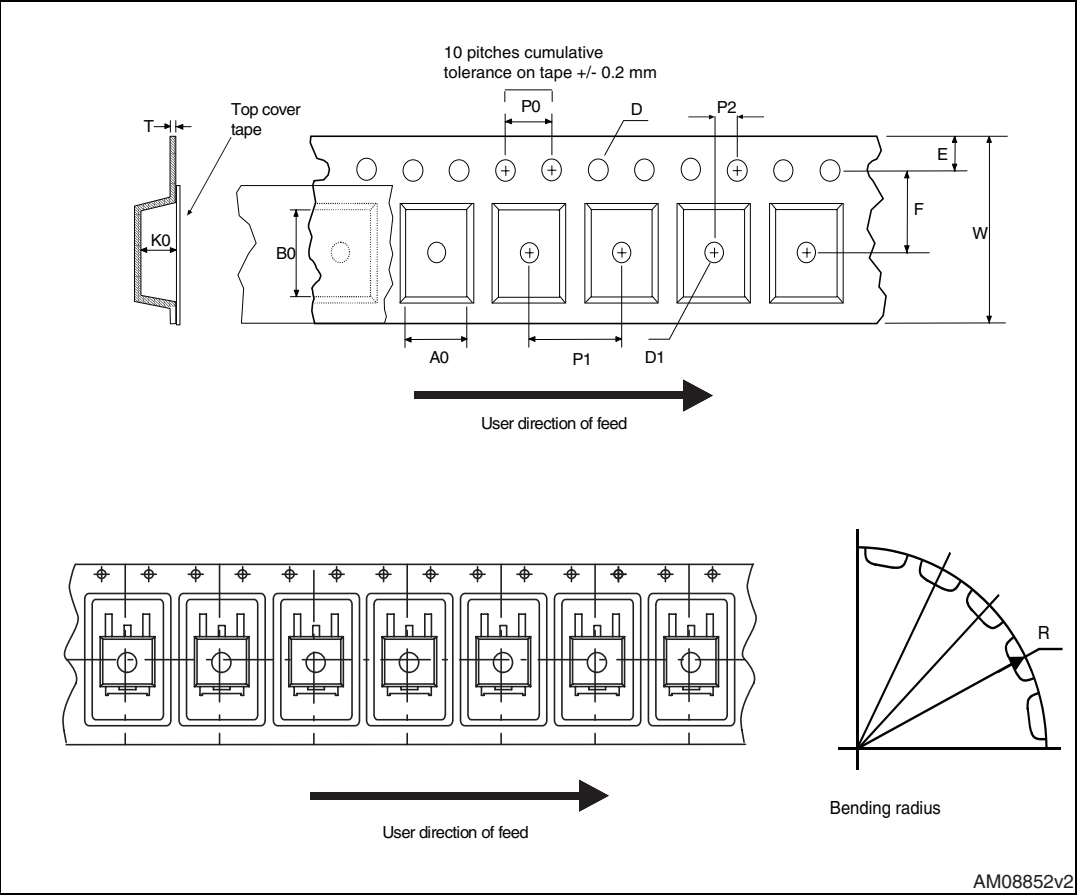 10 pitches cumulative
tolerance on tape +/- 0.2 mm
Top cover
tape
T
P0
D
P2
E
F
W
K0
B0
A0
P1
D1
User direction of feed
R
Bending radius
User direction of feed
AM08852v2